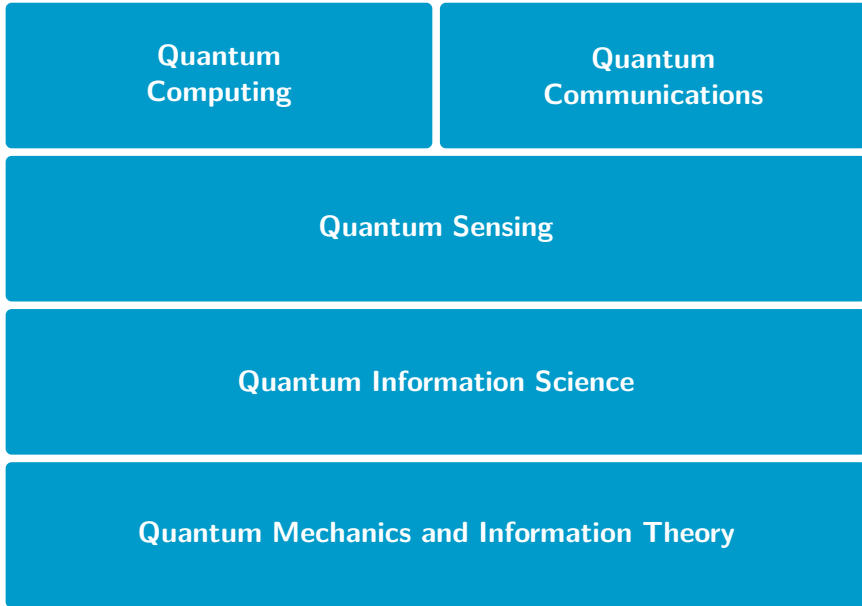 Quantum
Computing
Quantum
Communications
Quantum Sensing
Quantum Information Science
Quantum Mechanics and Information Theory